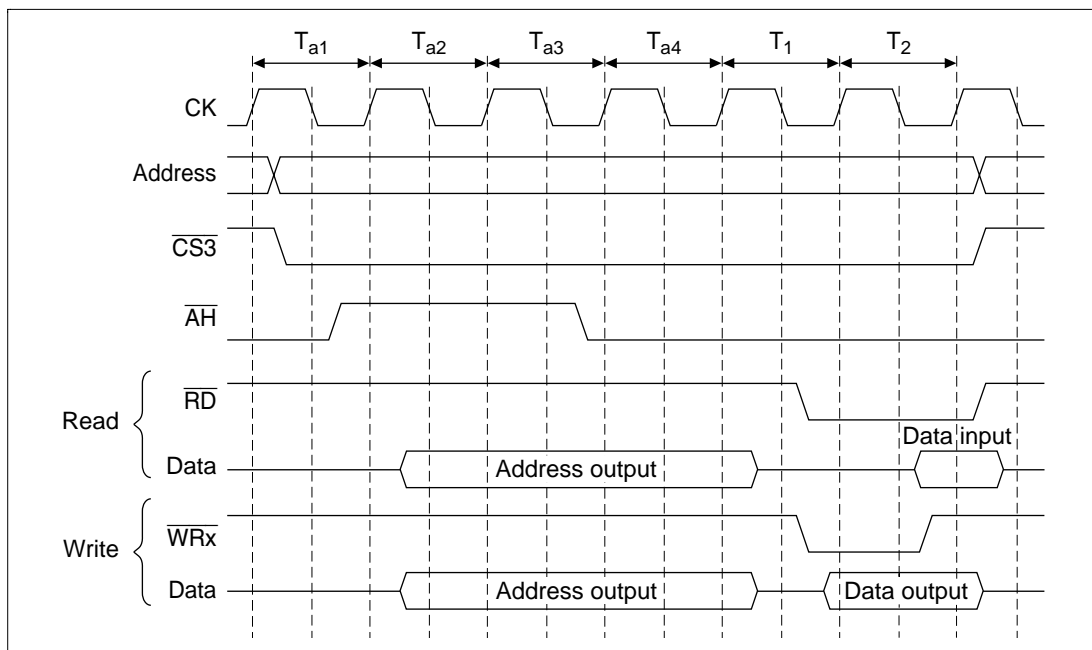 Ta1 Ta2 Ta3 Ta4 T1 T2
CK
Address
CS3
AH
Read
RD
Data
Address output
Data input
Write
WRx
Data
Address output
Data output